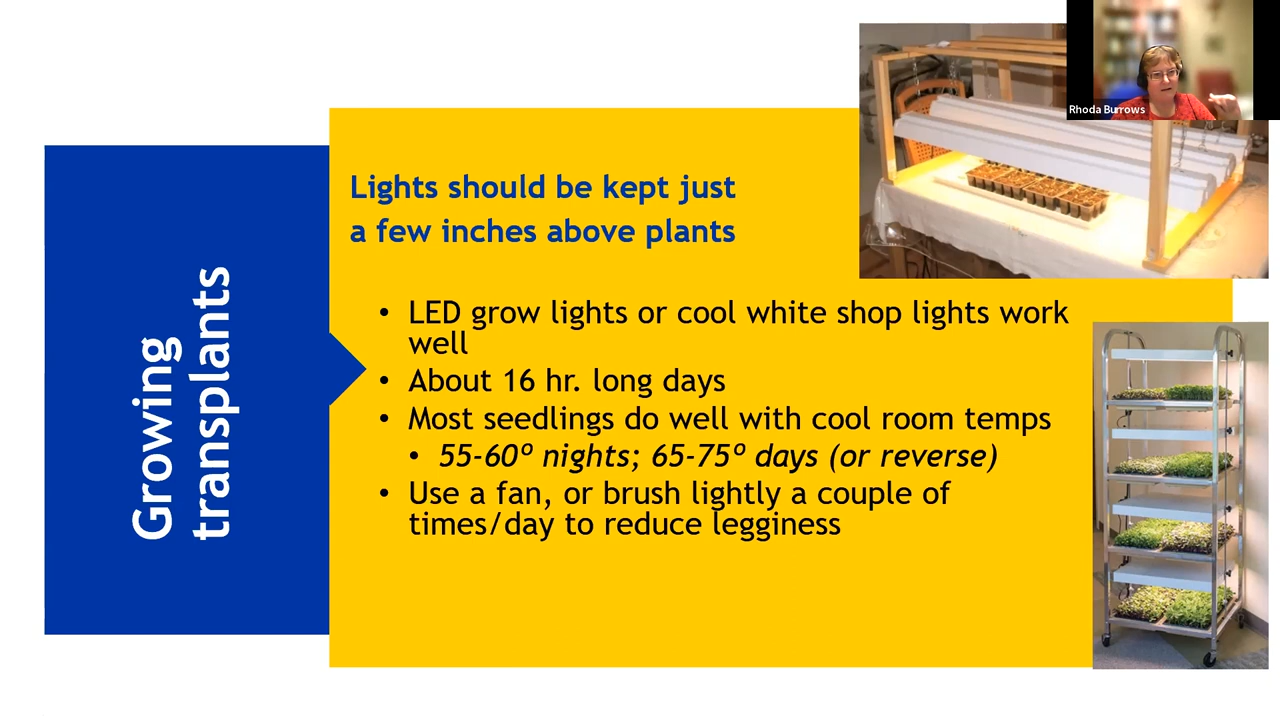 Growing
transplants
Lights should be kept just
a few inches above plants
• LED grow lights or cool white shop lights work
well
• About 16 hr. long days
• Most seedlings do well with cool room temps
• 55-60º nights; 65-75º days (or reverse)
• Use a fan, or brush lightly a couple of
times/day to reduce legginess
Rhoda Burrows